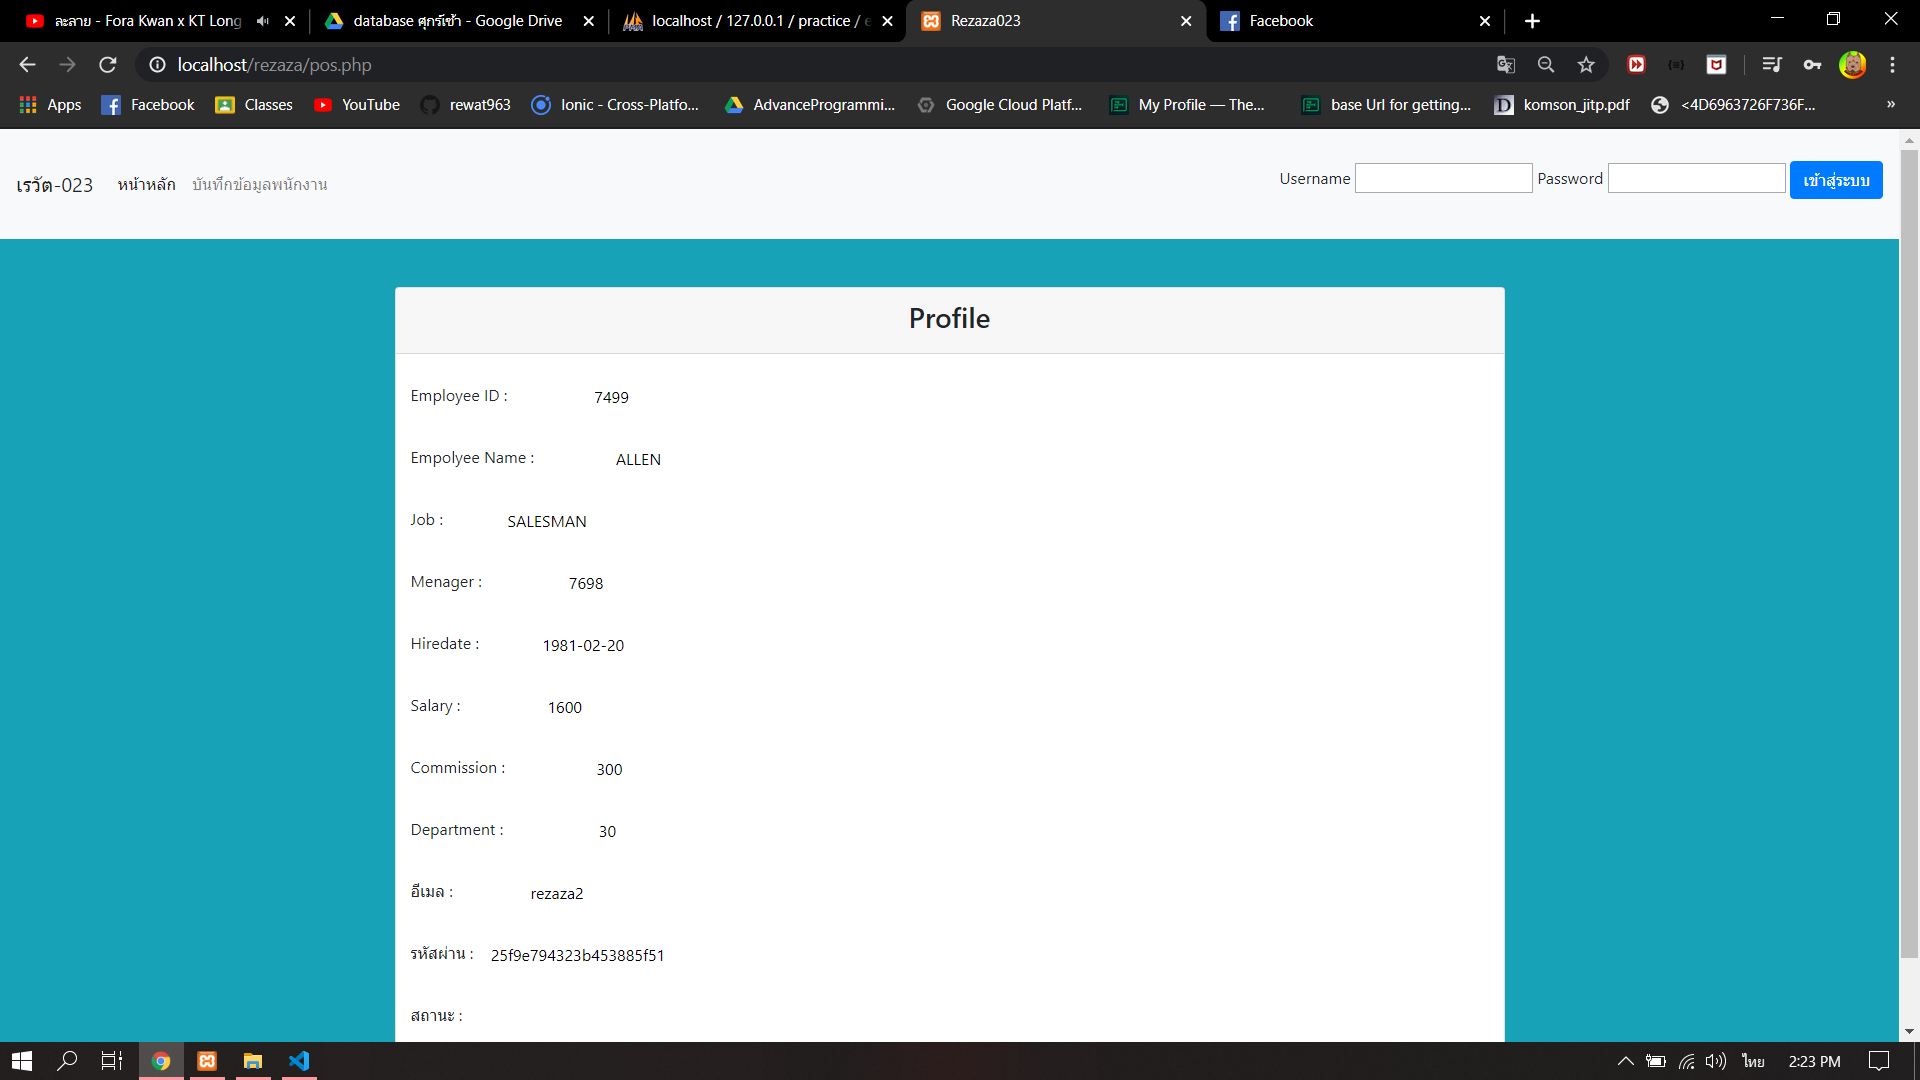 ละลาย - Fora Kwan x KT Long
database ศุกร์เช้า - Google Drive
localhost / 127.0.0.1 / practice / e
Rezaza023
Facebook
localhost/rezaza/pos.php
Apps
Facebook
Classes
YouTube
rewat963
Ionic - Cross-Platfo...
AdvanceProgrammi...
Google Cloud Platf...
My Profile — The...
base Url for getting...
komson_jitp.pdf
<4D6963726F736F...
»
เรวัต-023 หน้าหลัก บันทึกข้อมูลพนักงาน Username Password เข้าสู่ระบบ
Profile
Employee ID : 7499
Empolyee Name : ALLEN
Job : SALESMAN
Menager : 7698
Hiredate : 1981-02-20
Salary : 1600
Commission : 300
Department : 30
อีเมล : rezaza2
รหัสผ่าน : 25f9e794323b453885f51
สถานะ :
ไทย 2:23 PM